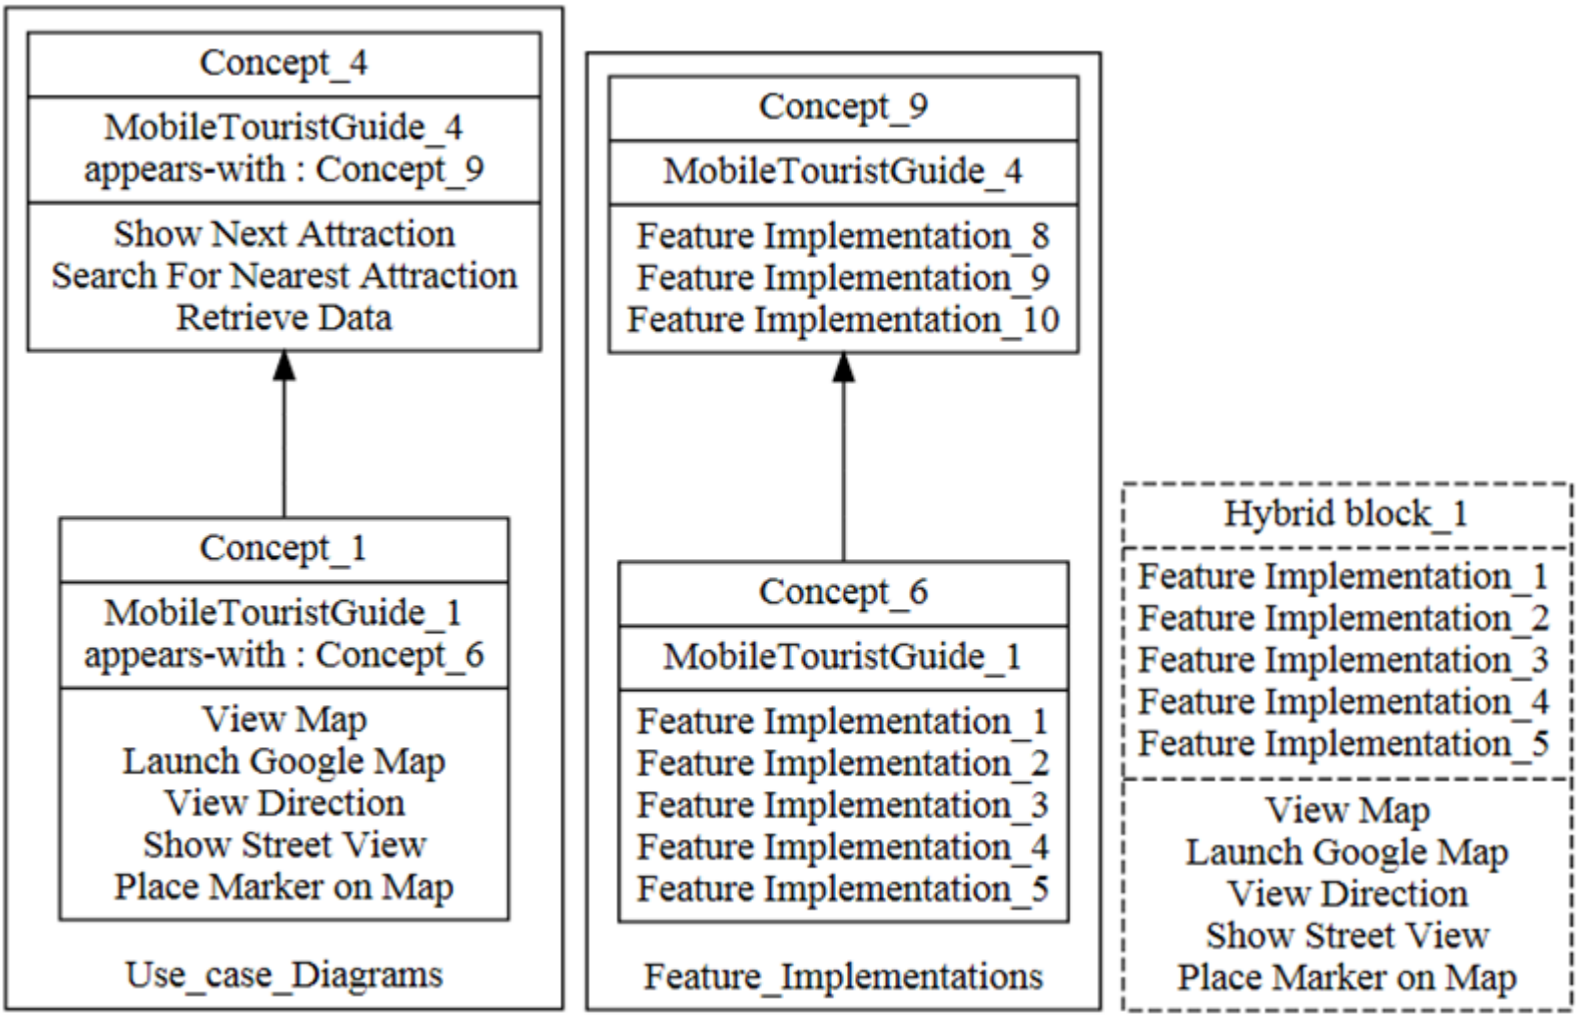 Concept_4
MobileTouristGuide_4
appears-with : Concept_9
Show Next Attraction
Search For Nearest Attraction
Retrieve Data
Concept_1
MobileTouristGuide_1
appears-with : Concept_6
View Map
Launch Google Map
View Direction
Show Street View
Place Marker on Map
Use_case_Diagrams
Concept_9
MobileTouristGuide_4
Feature Implementation_8
Feature Implementation_9
Feature Implementation_10
Concept_6
MobileTouristGuide_1
Feature Implementation_1
Feature Implementation_2
Feature Implementation_3
Feature Implementation_4
Feature Implementation_5
Feature_Implementations
Hybrid block_1
Feature Implementation_1
Feature Implementation_2
Feature Implementation_3
Feature Implementation_4
Feature Implementation_5
View Map
Launch Google Map
View Direction
Show Street View
Place Marker on Map